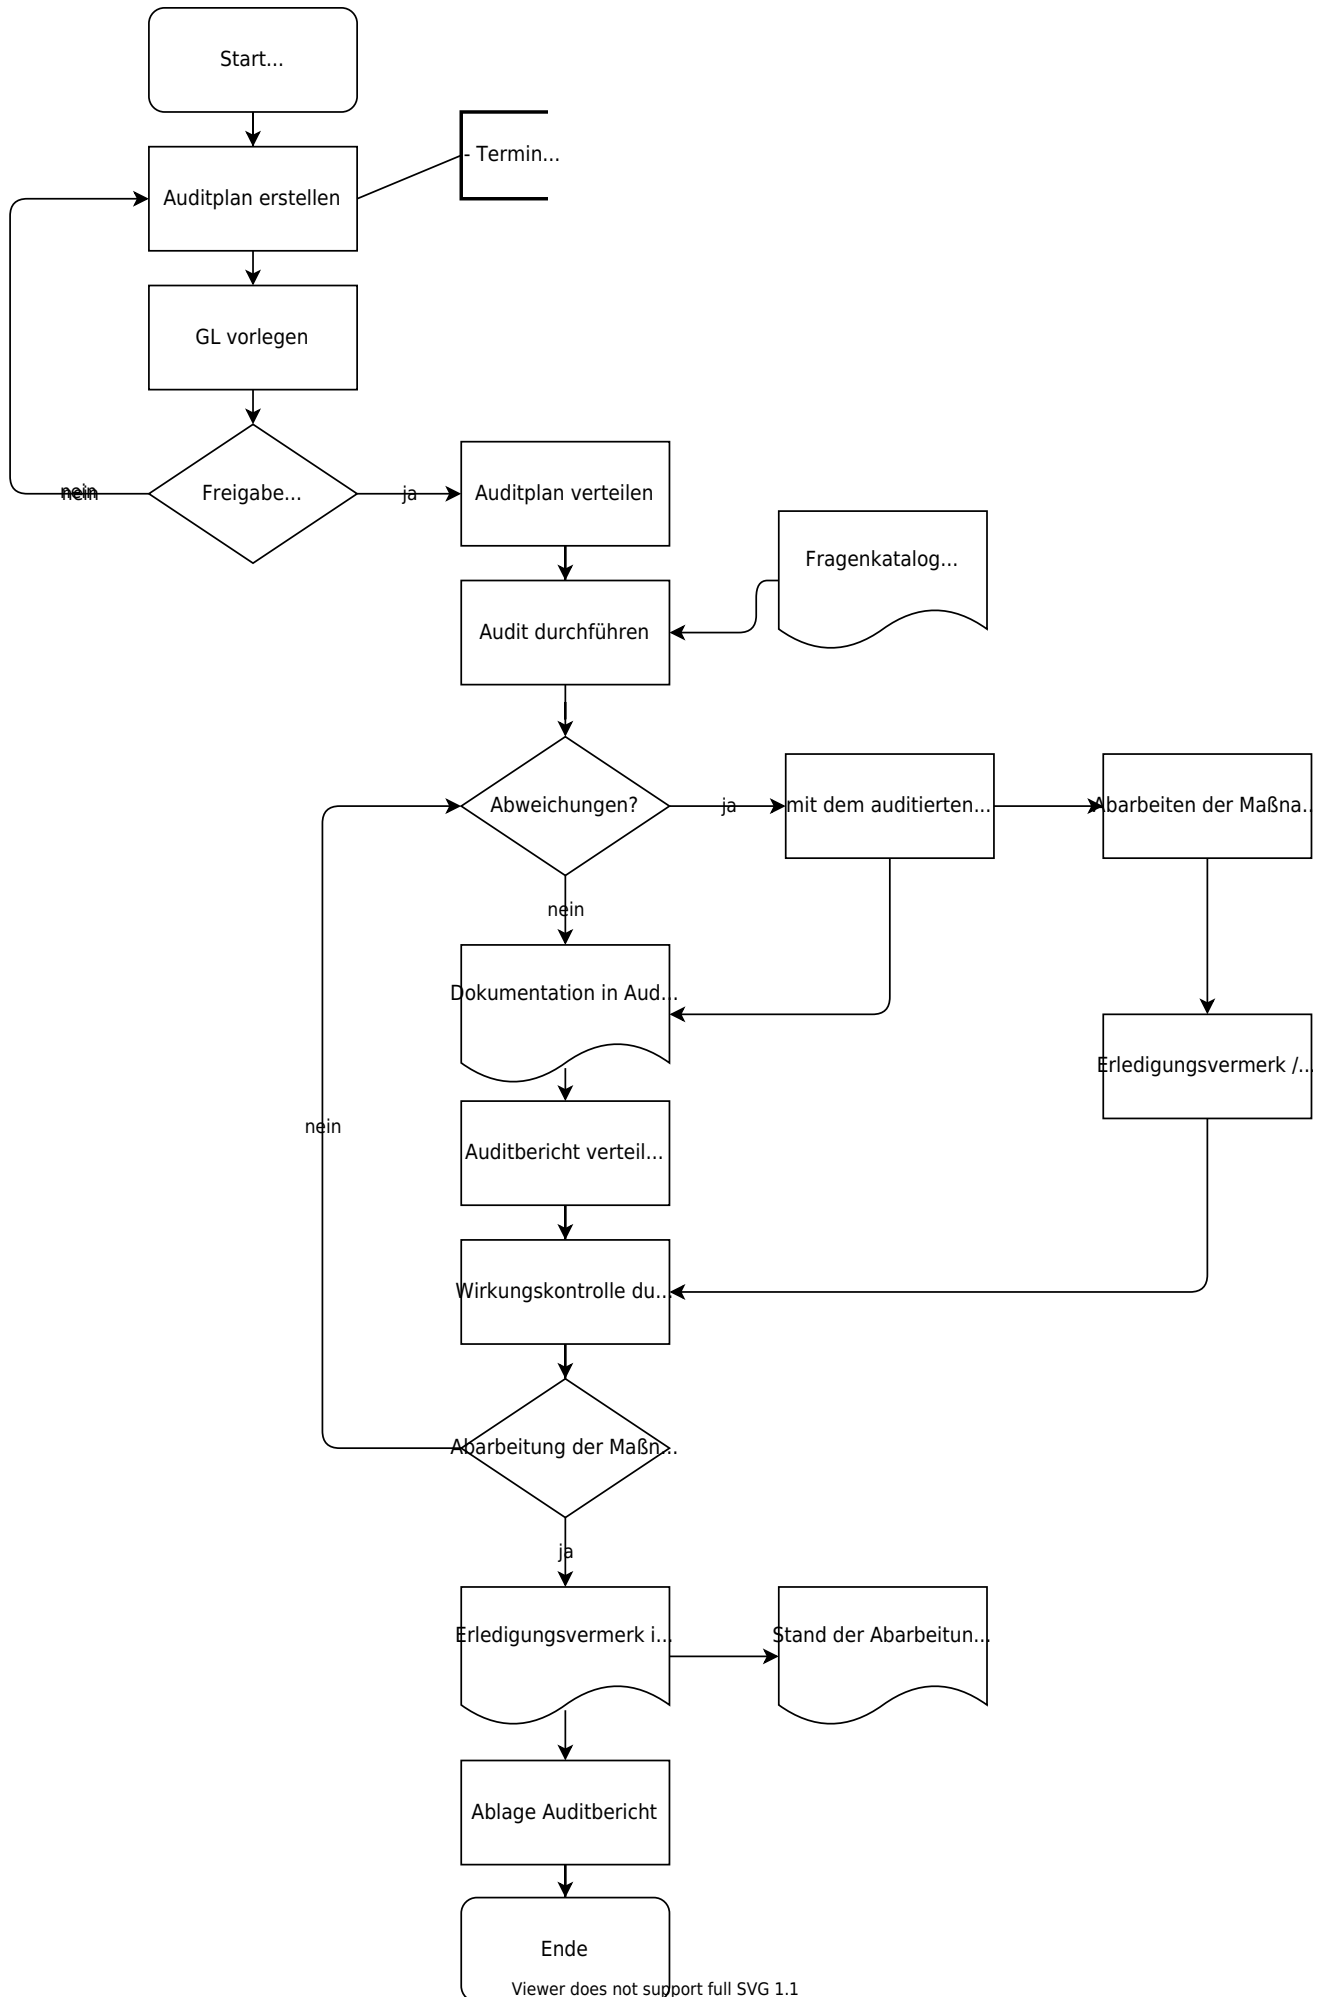 Start...
- Termin...
Auditplan erstellen
GL vorlegen
nein
nein
Freigabe...
ja
Auditplan verteilen
Fragenkatalog...
Audit durchführen
Abweichungen?
ja
mit dem auditierten...
Abarbeiten der Maßna...
nein
Dokumentation in Aud...
Erledigungsvermerk /...
nein
Auditbericht verteil...
Wirkungskontrolle du...
Abarbeitung der Maßn...
ja
Erledigungsvermerk i...
Stand der Abarbeitun...
Ablage Auditbericht
Ende
Viewer does not support full SVG 1.1